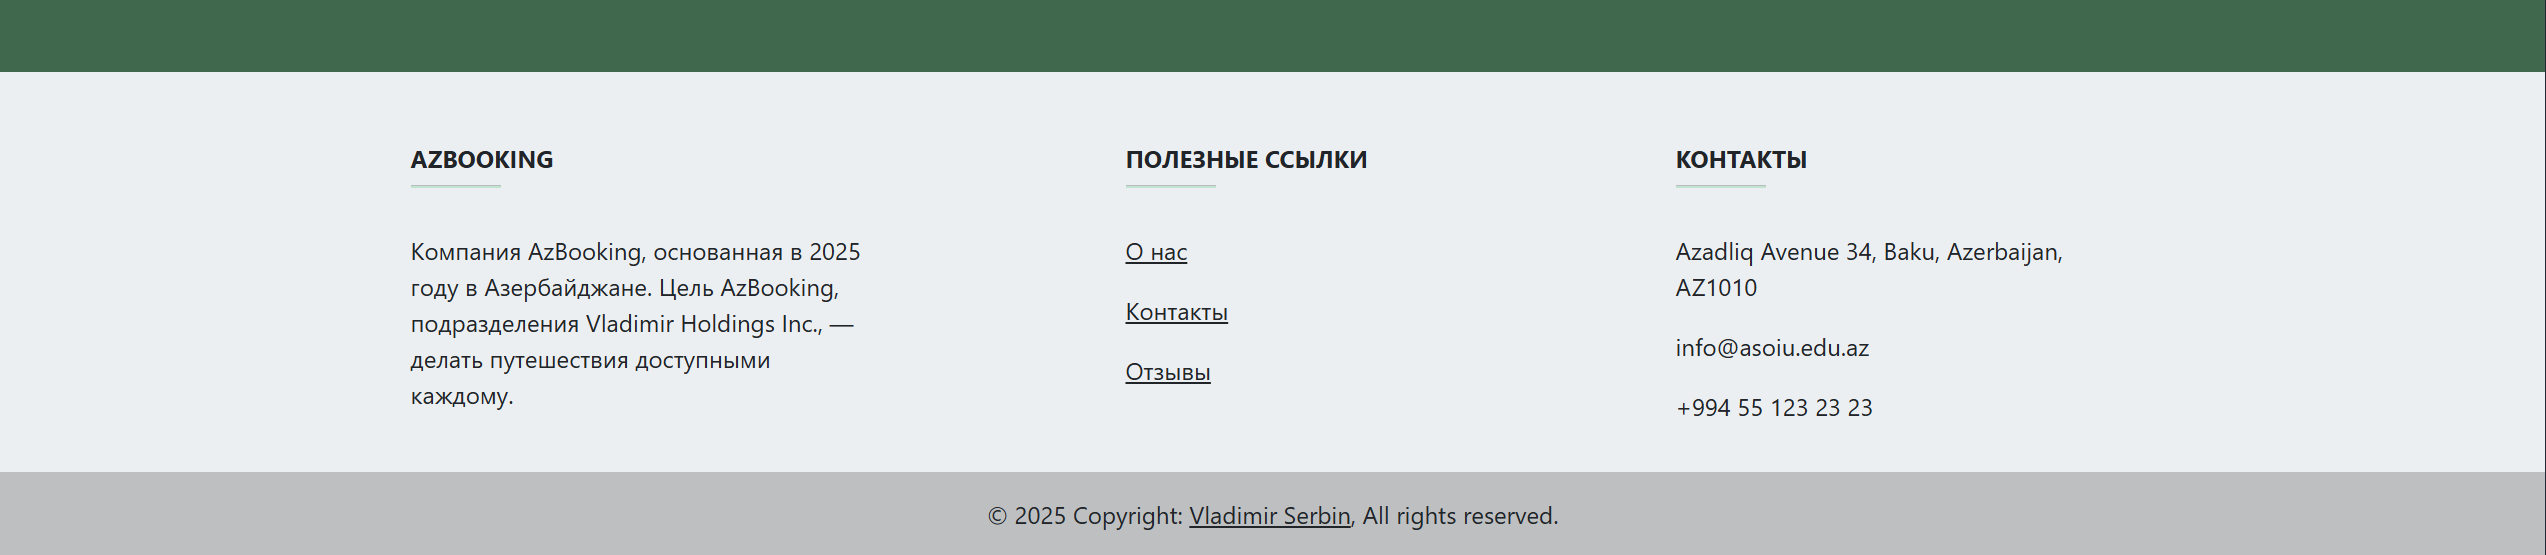 AZBOOKING
Компания AzBooking, основанная в 2025
году в Азербайджане. Цель AzBooking,
подразделения Vladimir Holdings Inc., —
делать путешествия доступными
каждому.
ПОЛЕЗНЫЕ ССЫЛКИ
О нас
Контакты
Отзывы
КОНТАКТЫ
Azadliq Avenue 34, Baku, Azerbaijan,
AZ1010
info@asoiu.edu.az
+994 55 123 23 23
© 2025 Copyright: Vladimir Serbin, All rights reserved.